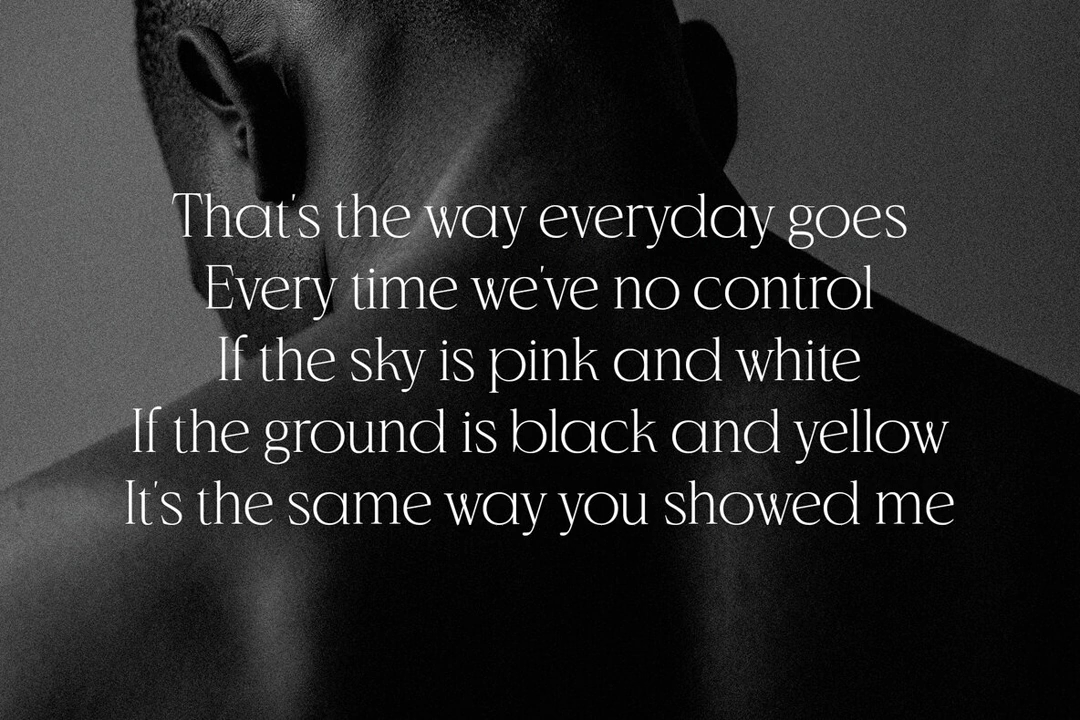 That's the way everyday goes
Every time we've no control
If the sky is pink and white
If the ground is black and yellow
It's the same way you showed me